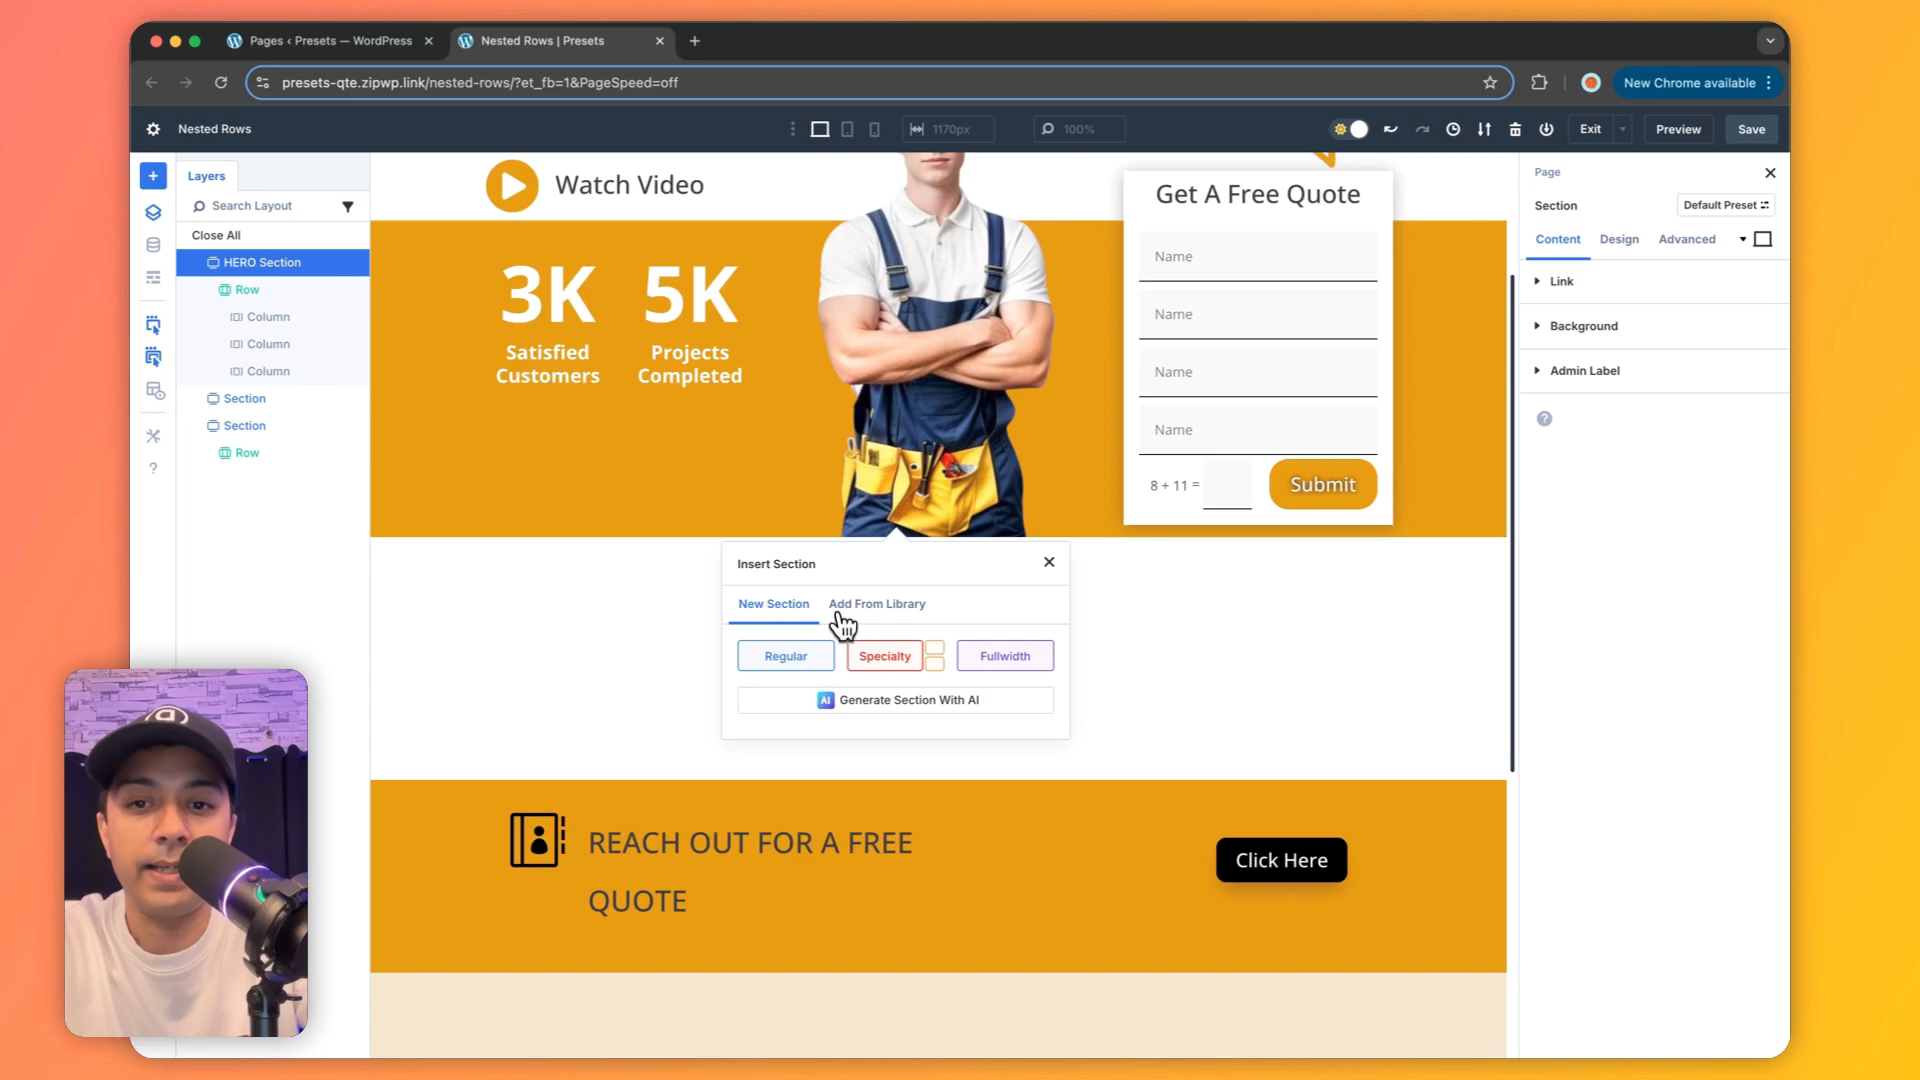 Pages ‹ Presets — WordPress
Nested Rows | Presets
presets-qte.zipwp.link/nested-rows/?et_fb=1&PageSpeed=off
New Chrome available
Nested Rows
1170px
100%
Exit
Preview
Save
Layers
Search Layout
Close All
HERO Section
Row
Column
Column
Column
Section
Section
Row
?
Watch Video
3K
5K
Satisfied
Customers
Projects
Completed
Get A Free Quote
Name
Name
Name
Name
8 + 11 =
Submit
Insert Section
New Section
Add From Library
Regular
Specialty
Fullwidth
AI Generate Section With AI
REACH OUT FOR A FREE
QUOTE
Click Here
Page
Section
Default Preset
Content
Design
Advanced
Link
Background
Admin Label
?